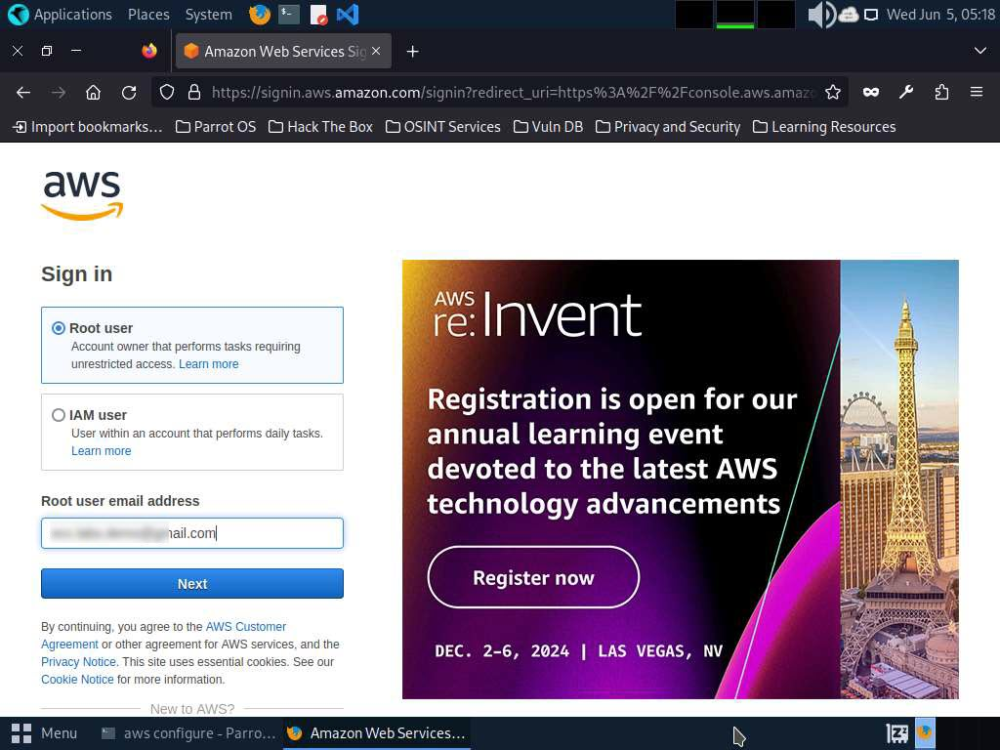 Applications Places System Wed Jun 5, 05:18
Amazon Web Services Sig
https://signin.aws.amazon.com/signin?redirect_uri=https%3A%2F%2Fconsole.aws.amazo
Import bookmarks... Parrot OS Hack The Box OSINT Services Vuln DB Privacy and Security Learning Resources
aws
Sign in
Root user
Account owner that performs tasks requiring
unrestricted access. Learn more
IAM user
User within an account that performs daily tasks.
Learn more
Root user email address
mail.com
Next
By continuing, you agree to the AWS Customer
Agreement or other agreement for AWS services, and the
Privacy Notice. This site uses essential cookies. See our
Cookie Notice for more information.
New to AWS?
AWS
re:Invent
Registration is open for our
annual learning event
devoted to the latest AWS
technology advancements
Register now
DEC. 2–6, 2024 | LAS VEGAS, NV
Menu aws configure - Parro... Amazon Web Services...